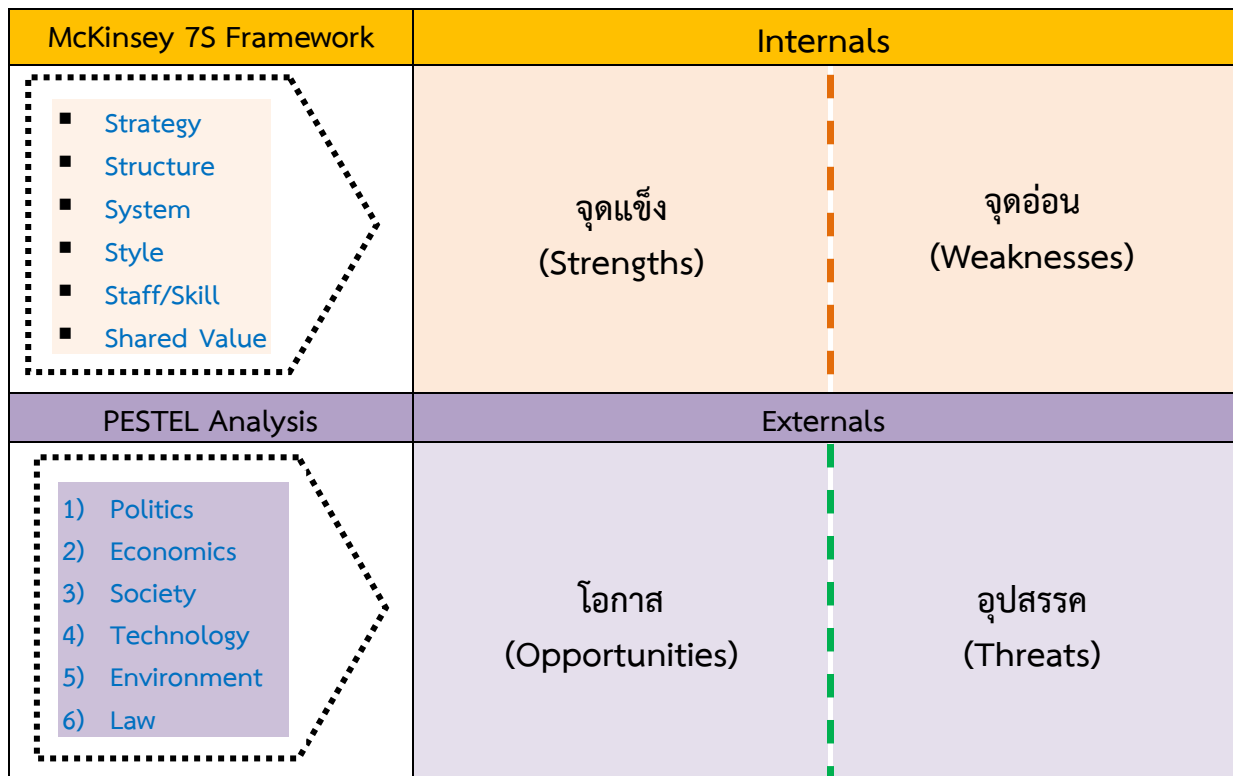 McKinsey 7S Framework
Internals
▪ Strategy
▪ Structure
▪ System
▪ Style
▪ Staff/Skill
▪ Shared Value
จุดแข็ง
(Strengths)
จุดอ่อน
(Weaknesses)
PESTEL Analysis
Externals
1) Politics
2) Economics
3) Society
4) Technology
5) Environment
6) Law
โอกาส
(Opportunities)
อุปสรรค
(Threats)